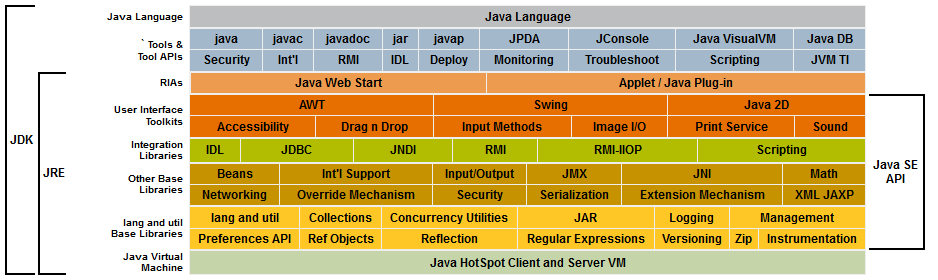 Java Language Java Language
` Tools & Tool APIs
java javac javadoc jar javap JPDA JConsole Java VisualVM Java DB
Security Int'l RMI IDL Deploy Monitoring Troubleshoot Scripting JVM TI
RIAs Java Web Start Applet / Java Plug-in
User Interface Toolkits
AWT Swing Java 2D
Accessibility Drag n Drop Input Methods Image I/O Print Service Sound
Integration Libraries
IDL JDBC JNDI RMI RMI-IIOP Scripting
JDK
JRE
Java SE
API
Other Base Libraries
Beans Int'l Support Input/Output JMX JNI Math
Networking Override Mechanism Security Serialization Extension Mechanism XML JAXP
lang and util Base Libraries
lang and util Collections Concurrency Utilities JAR Logging Management
Preferences API Ref Objects Reflection Regular Expressions Versioning Zip Instrumentation
Java Virtual Machine
Java HotSpot Client and Server VM